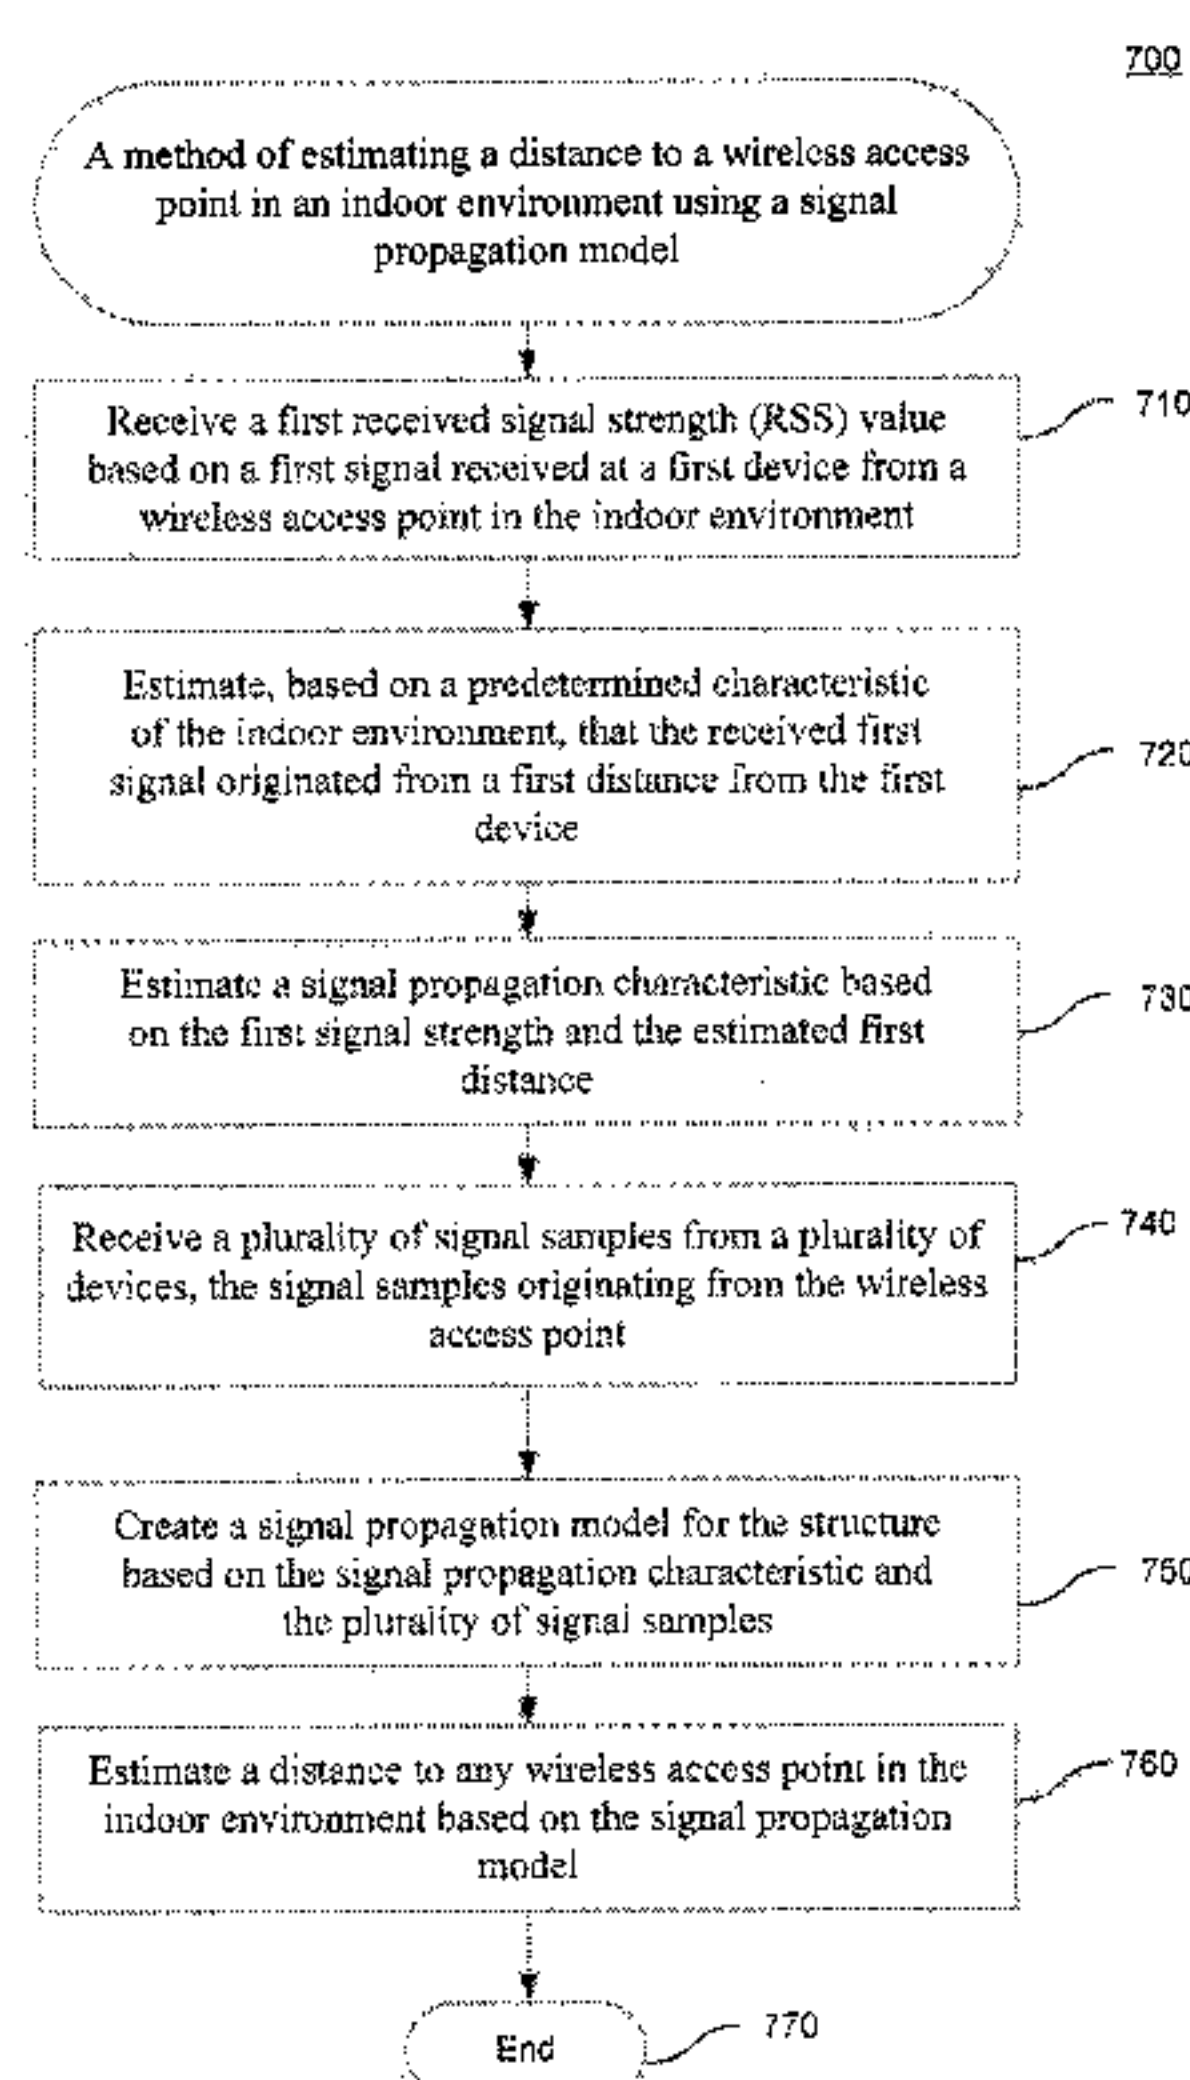 700
A method of estimating a distance to a wireless access
point in an indoor environment using a signal
propagation model
Receive a first received signal strength (RSS) value
based on a first signal received at a first device from a
wireless access point in the indoor environment
710
Estimate, based on a predetermined characteristic
of the indoor environment, that the received first
signal originated from a first distance from the first
device
720
Estimate a signal propagation characteristic based
on the first signal strength and the estimated first
distance
730
Receive a plurality of signal samples from a plurality of
devices, the signal samples originating from the wireless
access point
740
Create a signal propagation model for the structure
based on the signal propagation characteristic and
the plurality of signal samples
750
Estimate a distance to any wireless access point in the
indoor environment based on the signal propagation
model
760
End
770